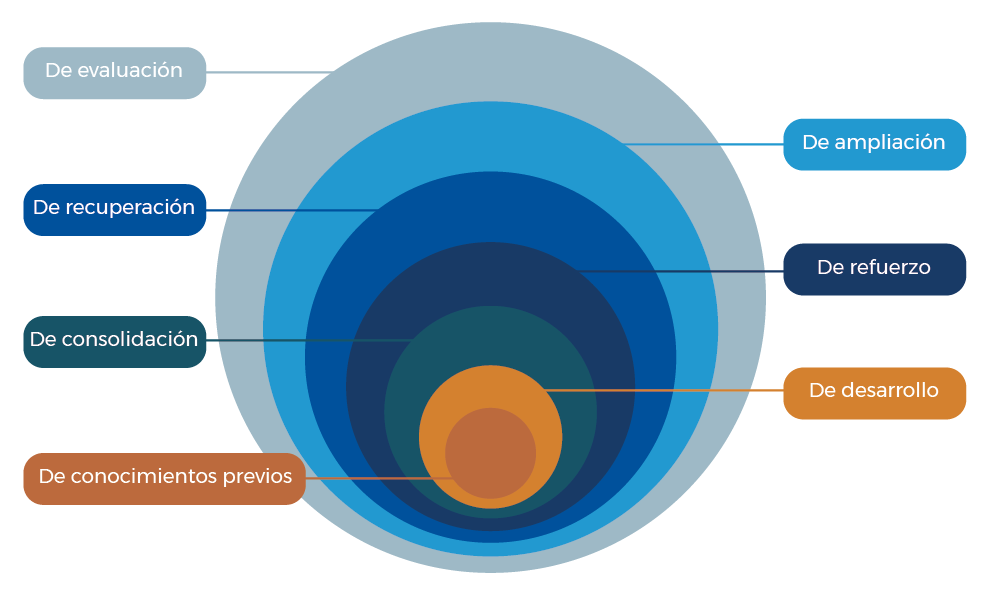 De evaluación
De ampliación
De recuperación
De refuerzo
De consolidación
De desarrollo
De conocimientos previos